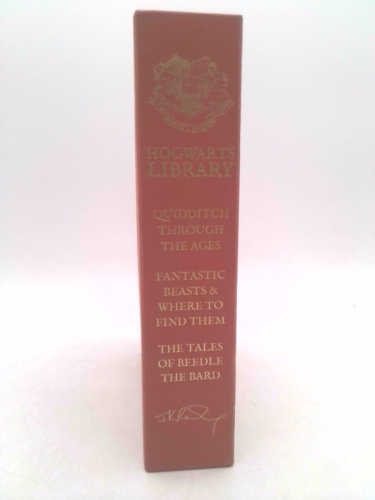 HOGWARTS
LIBRARY
QUIDDITCH
THROUGH
THE AGES
FANTASTIC
BEASTS &
WHERE TO
FIND THEM
THE TALES
OF BEEDLE
THE BARD